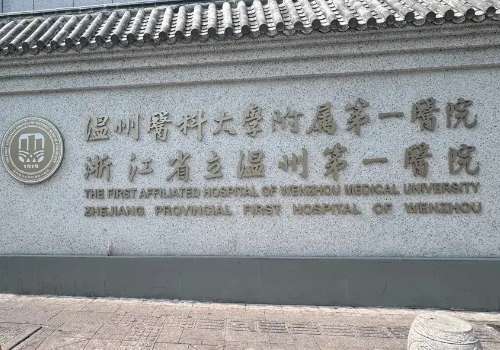 温州醫科大學附属第一醫院
浙江省立温州第一醫院
THE FIRST AFFILIATED HOSPITAL OF WENZHOU MEDICAL UNIVERSITY
ZHEJIANG PROVINCIAL FIRST HOSPITAL OF WENZHOU